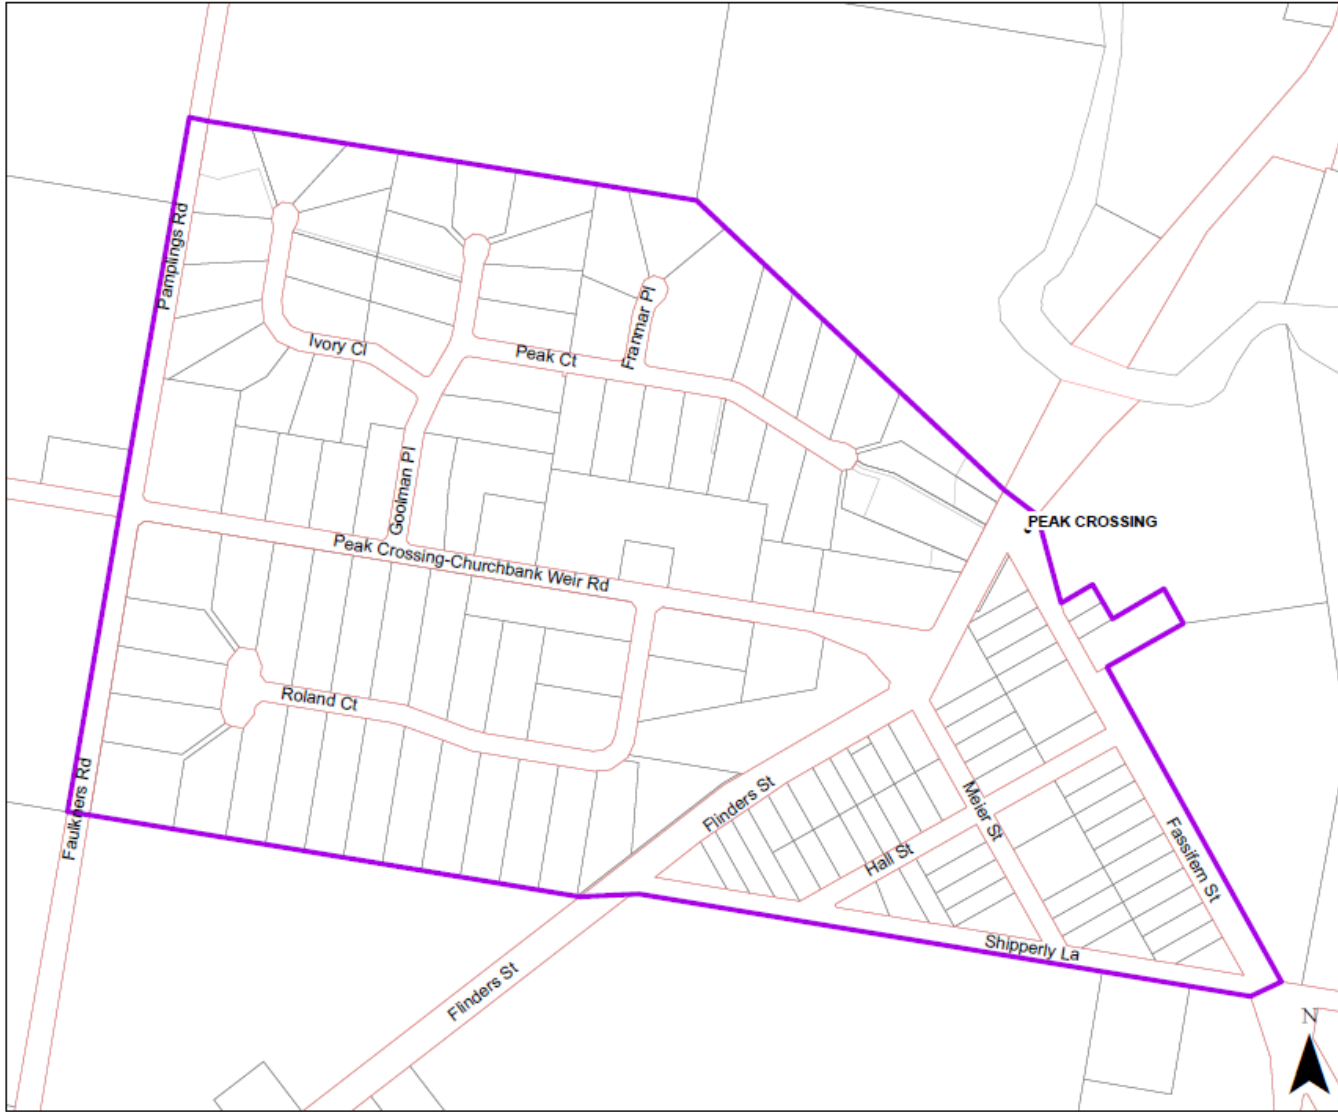 Pamplings Rd
Ivory Cl
Peak Ct
Franmar Pl
Goolman Pl
PEAK CROSSING
Peak Crossing-Churchbank Weir Rd
Roland Ct
Faulkners Rd
Flinders St
Meier St
Hall St
Fassifern St
Shipperly La
Flinders St
N